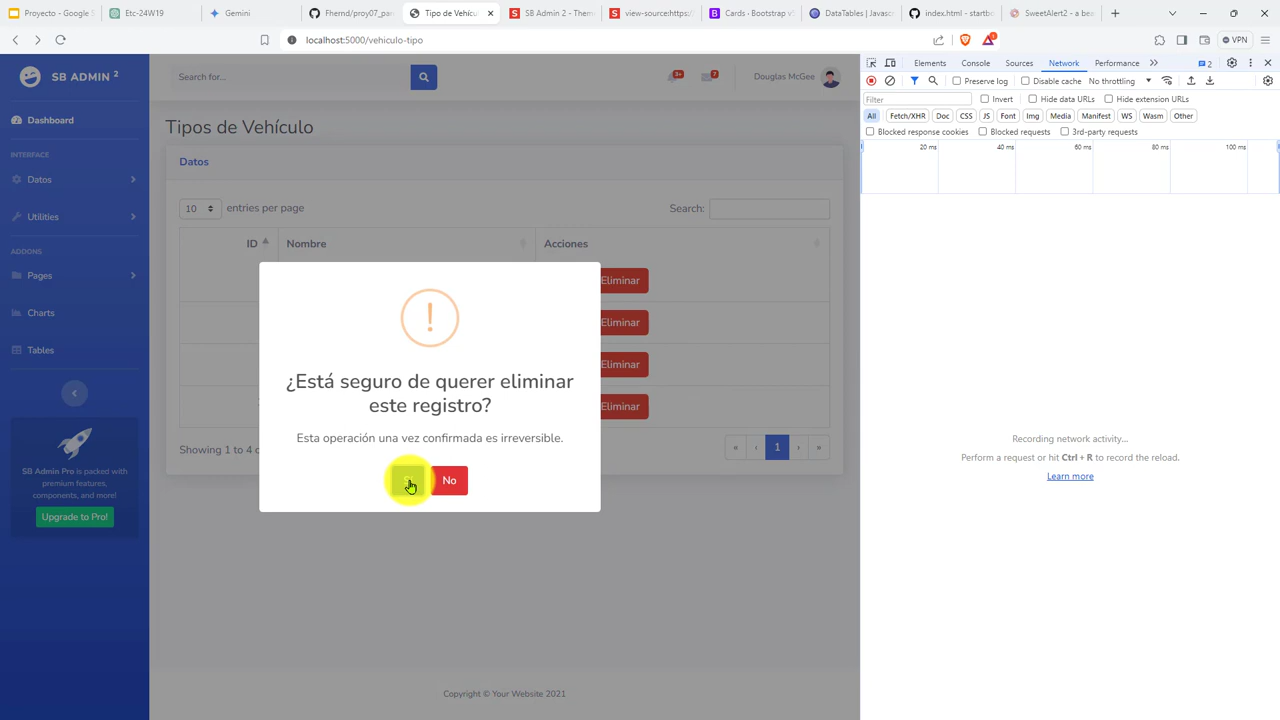 Proyecto - Google S
Etc-24W19
Gemini
Fhernd/proy07_pa
Tipo de Vehícu
SB Admin 2 - Them
view-source:https:/
Cards · Bootstrap v5
DataTables | Javasc
index.html - startbo
SweetAlert2 - a bea
localhost:5000/vehiculo-tipo
VPN
SB ADMIN 2
Search for...
3+
7
Douglas McGee
Dashboard
INTERFACE
Datos
Utilities
ADDONS
Pages
Charts
Tables
SB Admin Pro is packed with
premium features,
components, and more!
Upgrade to Pro!
Tipos de Vehículo
Datos
10 entries per page
Search:
ID Nombre Acciones
Eliminar
Eliminar
Eliminar
Eliminar
Showing 1 to 4 o
« ‹ 1 › »
¿Está seguro de querer eliminar
este registro?
Esta operación una vez confirmada es irreversible.
No
Copyright © Your Website 2021
Elements Console Sources Network Performance » 2
Preserve log Disable cache No throttling
Filter Invert Hide data URLs Hide extension URLs
All Fetch/XHR Doc CSS JS Font Img Media Manifest WS Wasm Other
Blocked response cookies Blocked requests 3rd-party requests
20 ms 40 ms 60 ms 80 ms 100 ms
Recording network activity…
Perform a request or hit Ctrl + R to record the reload.
Learn more